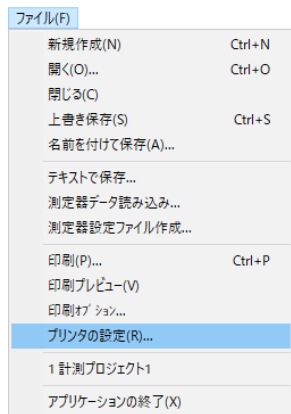 ファイル(F)
新規作成(N) Ctrl+N
開く(O)... Ctrl+O
閉じる(C)
上書き保存(S) Ctrl+S
名前を付けて保存(A)...
テキストで保存...
測定器データ読み込み...
測定器設定ファイル作成...
印刷(P)... Ctrl+P
印刷プレビュー(V)
印刷ｵﾌﾟｼｮﾝ...
プリンタの設定(R)...
1 計測プロジェクト1
アプリケーションの終了(X)